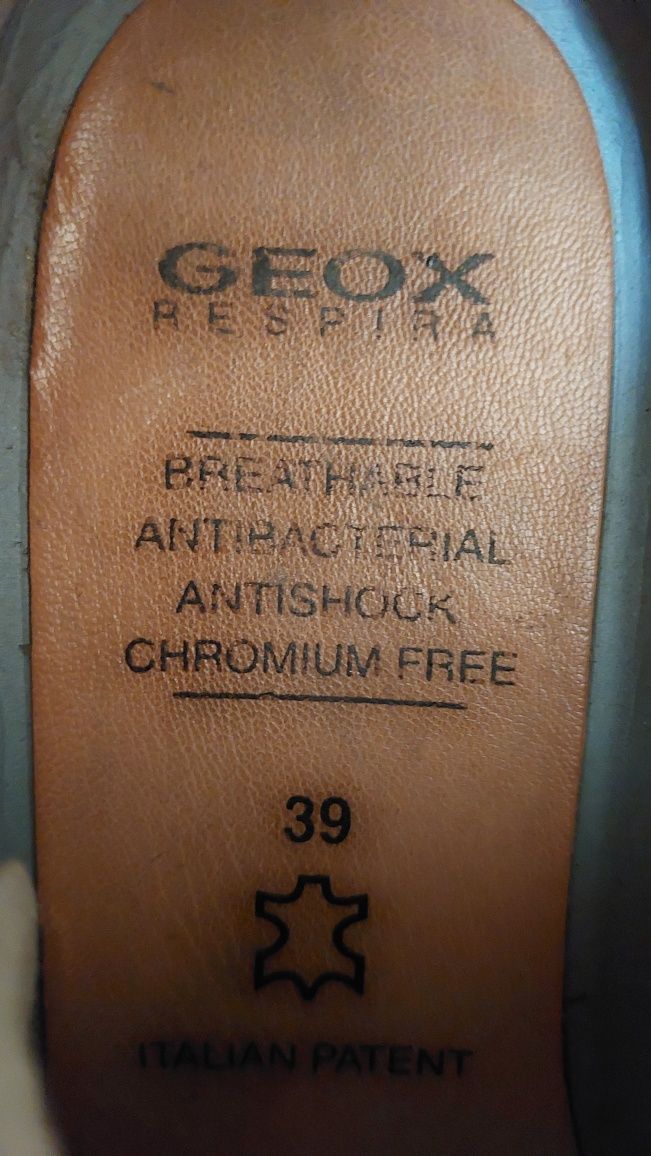 GEOX
RESPIRA
BREATHABLE
ANTIBACTERIAL
ANTISHOCK
CHROMIUM FREE
39
ITALIAN PATENT